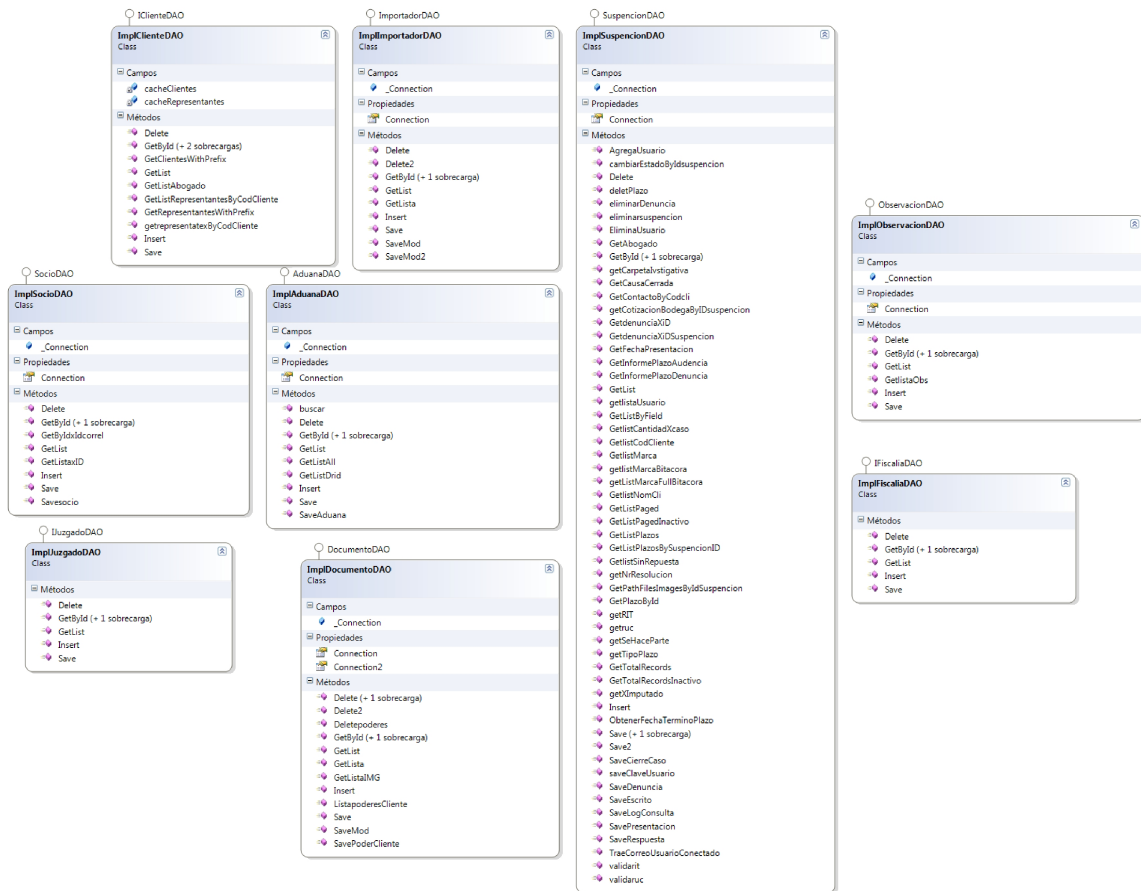 IClienteDAO
ImplClienteDAO
Class
Campos
cacheClientes
cacheRepresentantes
Métodos
Delete
GetById (+ 2 sobrecargas)
GetClientesWithPrefix
GetList
GetListAbogado
GetListRepresentantesByCodCliente
GetRepresentantesWithPrefix
getrepresentatexByCodCliente
Insert
Save
ImportadorDAO
ImplImportadorDAO
Class
Campos
_Connection
Propiedades
Connection
Métodos
Delete
Delete2
GetById (+ 1 sobrecarga)
GetList
GetLista
Insert
Save
SaveMod
SaveMod2
SuspencionDAO
ImplSuspencionDAO
Class
Campos
_Connection
Propiedades
Connection
Métodos
AgregaUsuario
cambiarEstadoByIdsuspencion
Delete
deletPlazo
eliminarDenuncia
eliminarsuspencion
EliminaUsuario
GetAbogado
GetById (+ 1 sobrecarga)
getCarpetaIvstigativa
GetCausaCerrada
GetContactoByCodcli
getCotizacionBodegaByIDsuspencion
GetdenunciaXiD
GetdenunciaXiDSuspencion
GetFechaPresentacion
GetInformePlazoAudencia
GetInformePlazoDenuncia
GetList
getlistaUsuario
GetListByField
GetlistCantidadXcaso
GetlistCodCliente
getlistMarca
getlistMarcaBitacora
getListMarcaFullBitacora
getlistNomCli
GetListPaged
GetListPagedInactivo
GetListPlazos
GetListPlazosBySuspencionID
GetlistSinRepuesta
getNrResolucion
GetPathFilesImagesByIdSuspencion
GetPlazoById
getRIT
getruc
getSeHaceParte
getTipoPlazo
GetTotalRecords
GetTotalRecordsInactivo
getXImputado
Insert
ObtenerFechaTerminoPlazo
Save (+ 1 sobrecarga)
Save2
SaveCierreCaso
saveClaveUsuario
SaveDenuncia
SaveEscrito
SaveLogConsulta
SavePresentacion
SaveRespuesta
TraeCorreoUsuarioConectado
validarit
validaruc
ObservacionDAO
ImplObservacionDAO
Class
Campos
_Connection
Propiedades
Connection
Métodos
Delete
GetById (+ 1 sobrecarga)
GetList
GetlistaObs
Insert
Save
SocioDAO
ImplSocioDAO
Class
Campos
_Connection
Propiedades
Connection
Métodos
Delete
GetById (+ 1 sobrecarga)
GetByIdxIdcorrel
GetList
GetListaxID
Insert
Save
Savesocio
AduanaDAO
ImplAduanaDAO
Class
Campos
_Connection
Propiedades
Connection
Métodos
buscar
Delete
GetById (+ 1 sobrecarga)
GetList
GetListAll
GetListDrid
Insert
Save
SaveAduana
IFiscaliaDAO
ImplFiscaliaDAO
Class
Métodos
Delete
GetById (+ 1 sobrecarga)
GetList
Insert
Save
IJuzgadoDAO
ImplJuzgadoDAO
Class
Métodos
Delete
GetById (+ 1 sobrecarga)
GetList
Insert
Save
DocumentoDAO
ImplDocumentoDAO
Class
Campos
_Connection
Propiedades
Connection
Connection2
Métodos
Delete (+ 1 sobrecarga)
Delete2
Deletepoderes
GetById (+ 1 sobrecarga)
GetList
GetLista
GetListaIMG
Insert
ListapoderesCliente
Save
SaveMod
SavePoderCliente